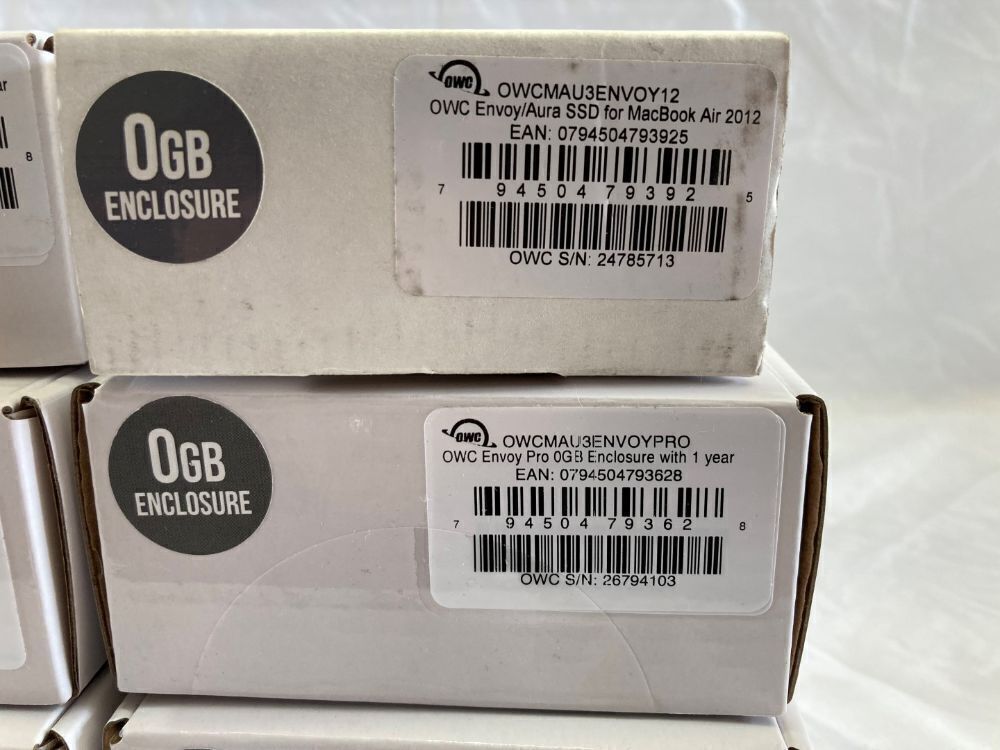 0GB
ENCLOSURE
OWC
OWCMAU3ENVOY12
OWC Envoy/Aura SSD for MacBook Air 2012
EAN: 0794504793925
7 94504 79392 5
OWC S/N: 24785713
8
0GB
ENCLOSURE
OWC
OWCMAU3ENVOYPRO
OWC Envoy Pro 0GB Enclosure with 1 year
EAN: 0794504793628
7 94504 79362 8
OWC S/N: 26794103